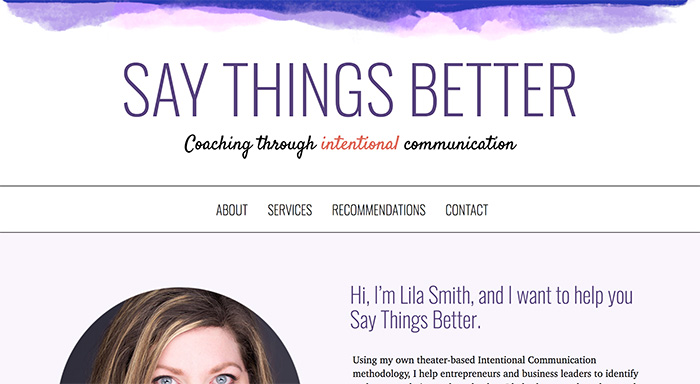 SAY THINGS BETTER
Coaching through intentional communication
ABOUT SERVICES RECOMMENDATIONS CONTACT
Hi, I'm Lila Smith, and I want to help you
Say Things Better.
Using my own theater-based Intentional Communication
methodology, I help entrepreneurs and business leaders to identify